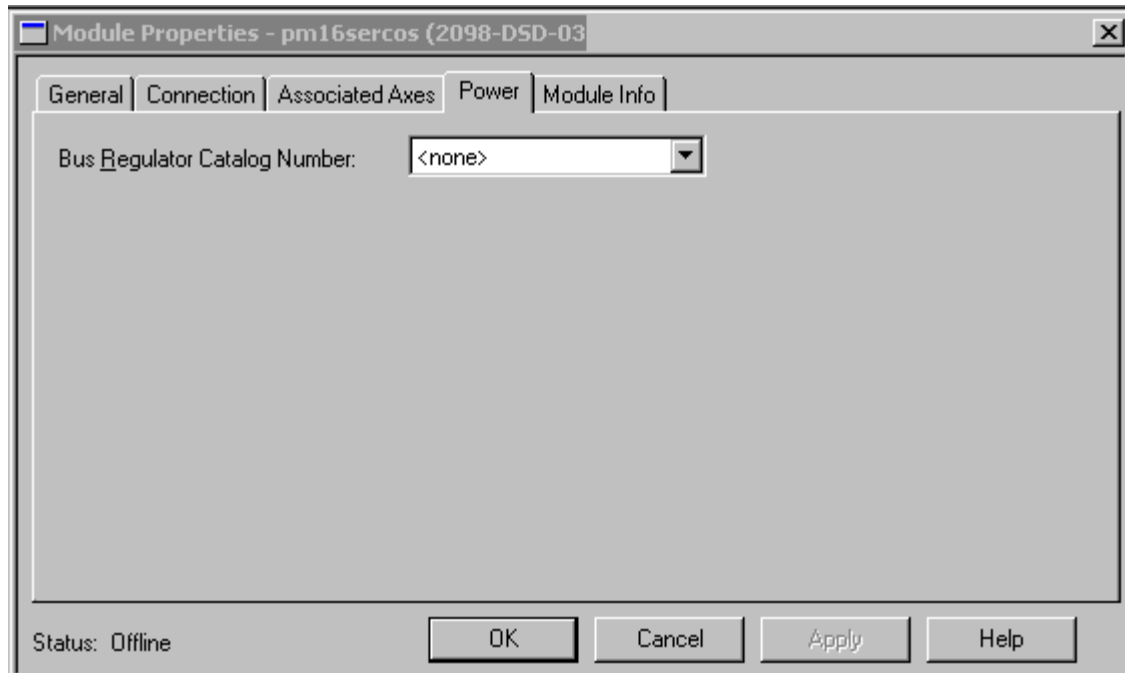 Module Properties - pm16sercos (2098-DSD-03
General Connection Associated Axes Power Module Info
Bus Regulator Catalog Number: <none>
Status: Offline OK Cancel Apply Help